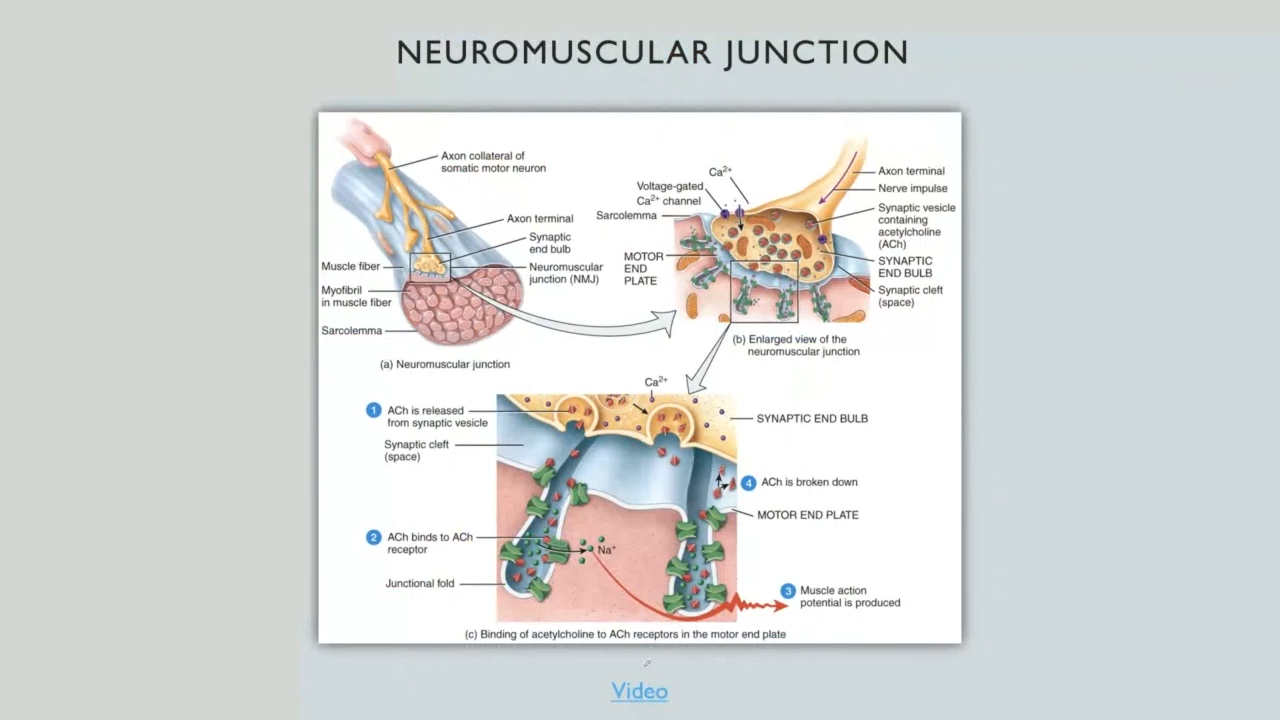 NEUROMUSCULAR JUNCTION
Axon collateral of
somatic motor neuron
Axon terminal
Synaptic
end bulb
Neuromuscular
junction (NMJ)
Muscle fiber
Myofibril
in muscle fiber
Sarcolemma
(a) Neuromuscular junction
Ca2+
Voltage-gated
Ca2+ channel
Sarcolemma
MOTOR
END
PLATE
Axon terminal
Nerve impulse
Synaptic vesicle
containing
acetylcholine
(ACh)
SYNAPTIC
END BULB
Synaptic cleft
(space)
(b) Enlarged view of the
neuromuscular junction
Ca2+
1 ACh is released
from synaptic vesicle
Synaptic cleft
(space)
2 ACh binds to ACh
receptor
Junctional fold
Na+
SYNAPTIC END BULB
4 ACh is broken down
MOTOR END PLATE
3 Muscle action
potential is produced
(c) Binding of acetylcholine to ACh receptors in the motor end plate
Video